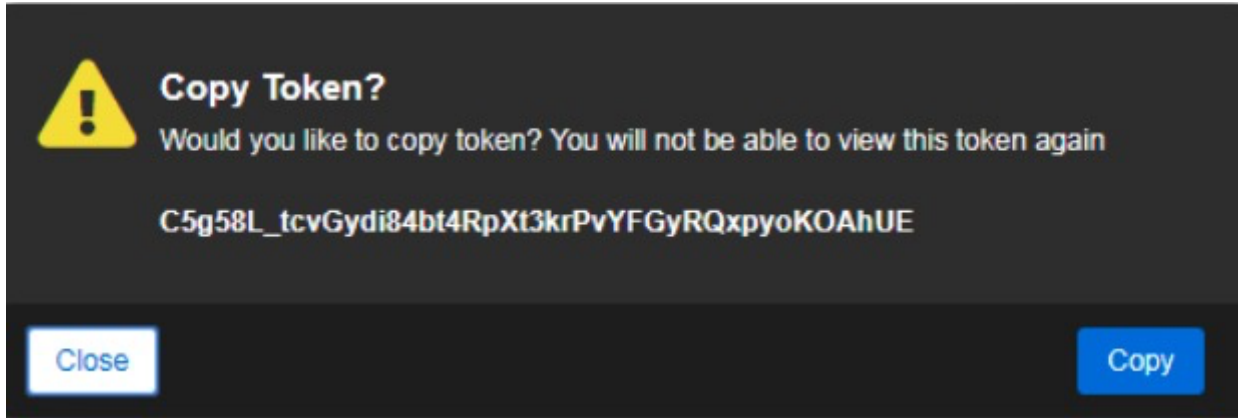 Copy Token?
Would you like to copy token? You will not be able to view this token again
C5g58L_tcvGydi84bt4RpXt3krPvYFGyRQxpyoKOAhUE
Close
Copy